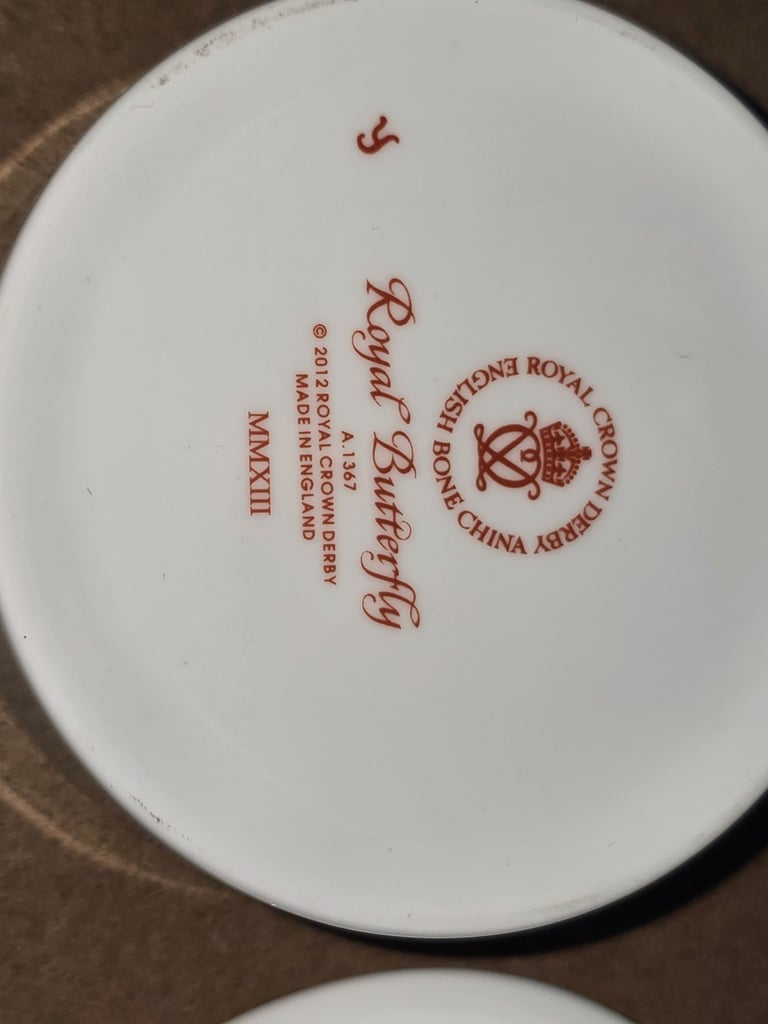 ROYAL CROWN DERBY
ENGLISH BONE CHINA
Royal Butterfly
A.1367
© 2012 ROYAL CROWN DERBY
MADE IN ENGLAND
MMXIII